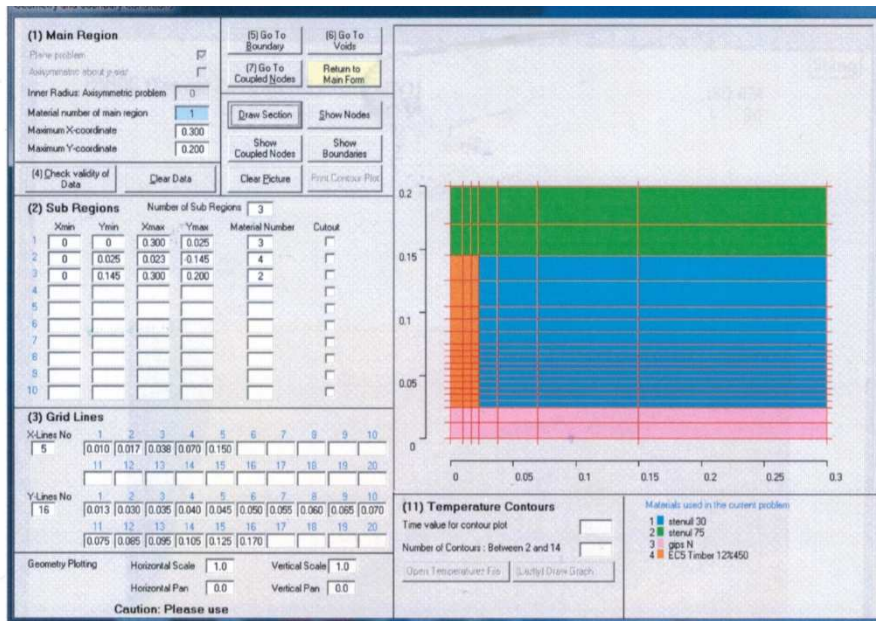 (1) Main Region
Plane problem
Axisymmetric about y-axis
Inner Radius: Axisymmetric problem 0
Material number of main region 1
Maximum X-coordinate 0.300
Maximum Y-coordinate 0.200
(4) Check validity of Data
Clear Data
(5) Go To Boundary
(6) Go To Voids
(7) Go To Coupled Nodes
Return to Main Form
Draw Section
Show Nodes
Show Coupled Nodes
Show Boundaries
Clear Picture
Print Contour Plot
(2) Sub Regions Number of Sub Regions 3
Xmin Ymin Xmax Ymax Material Number Cutout
1 0 0 0.300 0.025 3
2 0 0.025 0.023 0.145 4
3 0 0.145 0.300 0.200 2
4
5
6
7
8
9
10
(3) Grid Lines
X-Lines No 1 2 3 4 5 6 7 8 9 10
5 0.010 0.017 0.038 0.070 0.150
11 12 13 14 15 16 17 18 19 20
Y-Lines No 1 2 3 4 5 6 7 8 9 10
16 0.013 0.030 0.035 0.040 0.045 0.050 0.055 0.060 0.065 0.070
11 12 13 14 15 16 17 18 19 20
0.075 0.085 0.095 0.105 0.125 0.170
Geometry Plotting Horizontal Scale 1.0 Vertical Scale 1.0
Horizontal Pan 0.0 Vertical Pan 0.0
Caution: Please use
0.2
0.15
0.1
0.05
0
0 0.05 0.1 0.15 0.2 0.25 0.3
(11) Temperature Contours
Time value for contour plot
Number of Contours : Between 2 and 14
Open Temperature File
(Lastly) Draw Graph
Materials used in the current problem
1 stenull 30
2 stenull 75
3 gips N
4 EC5 Timber 12%450